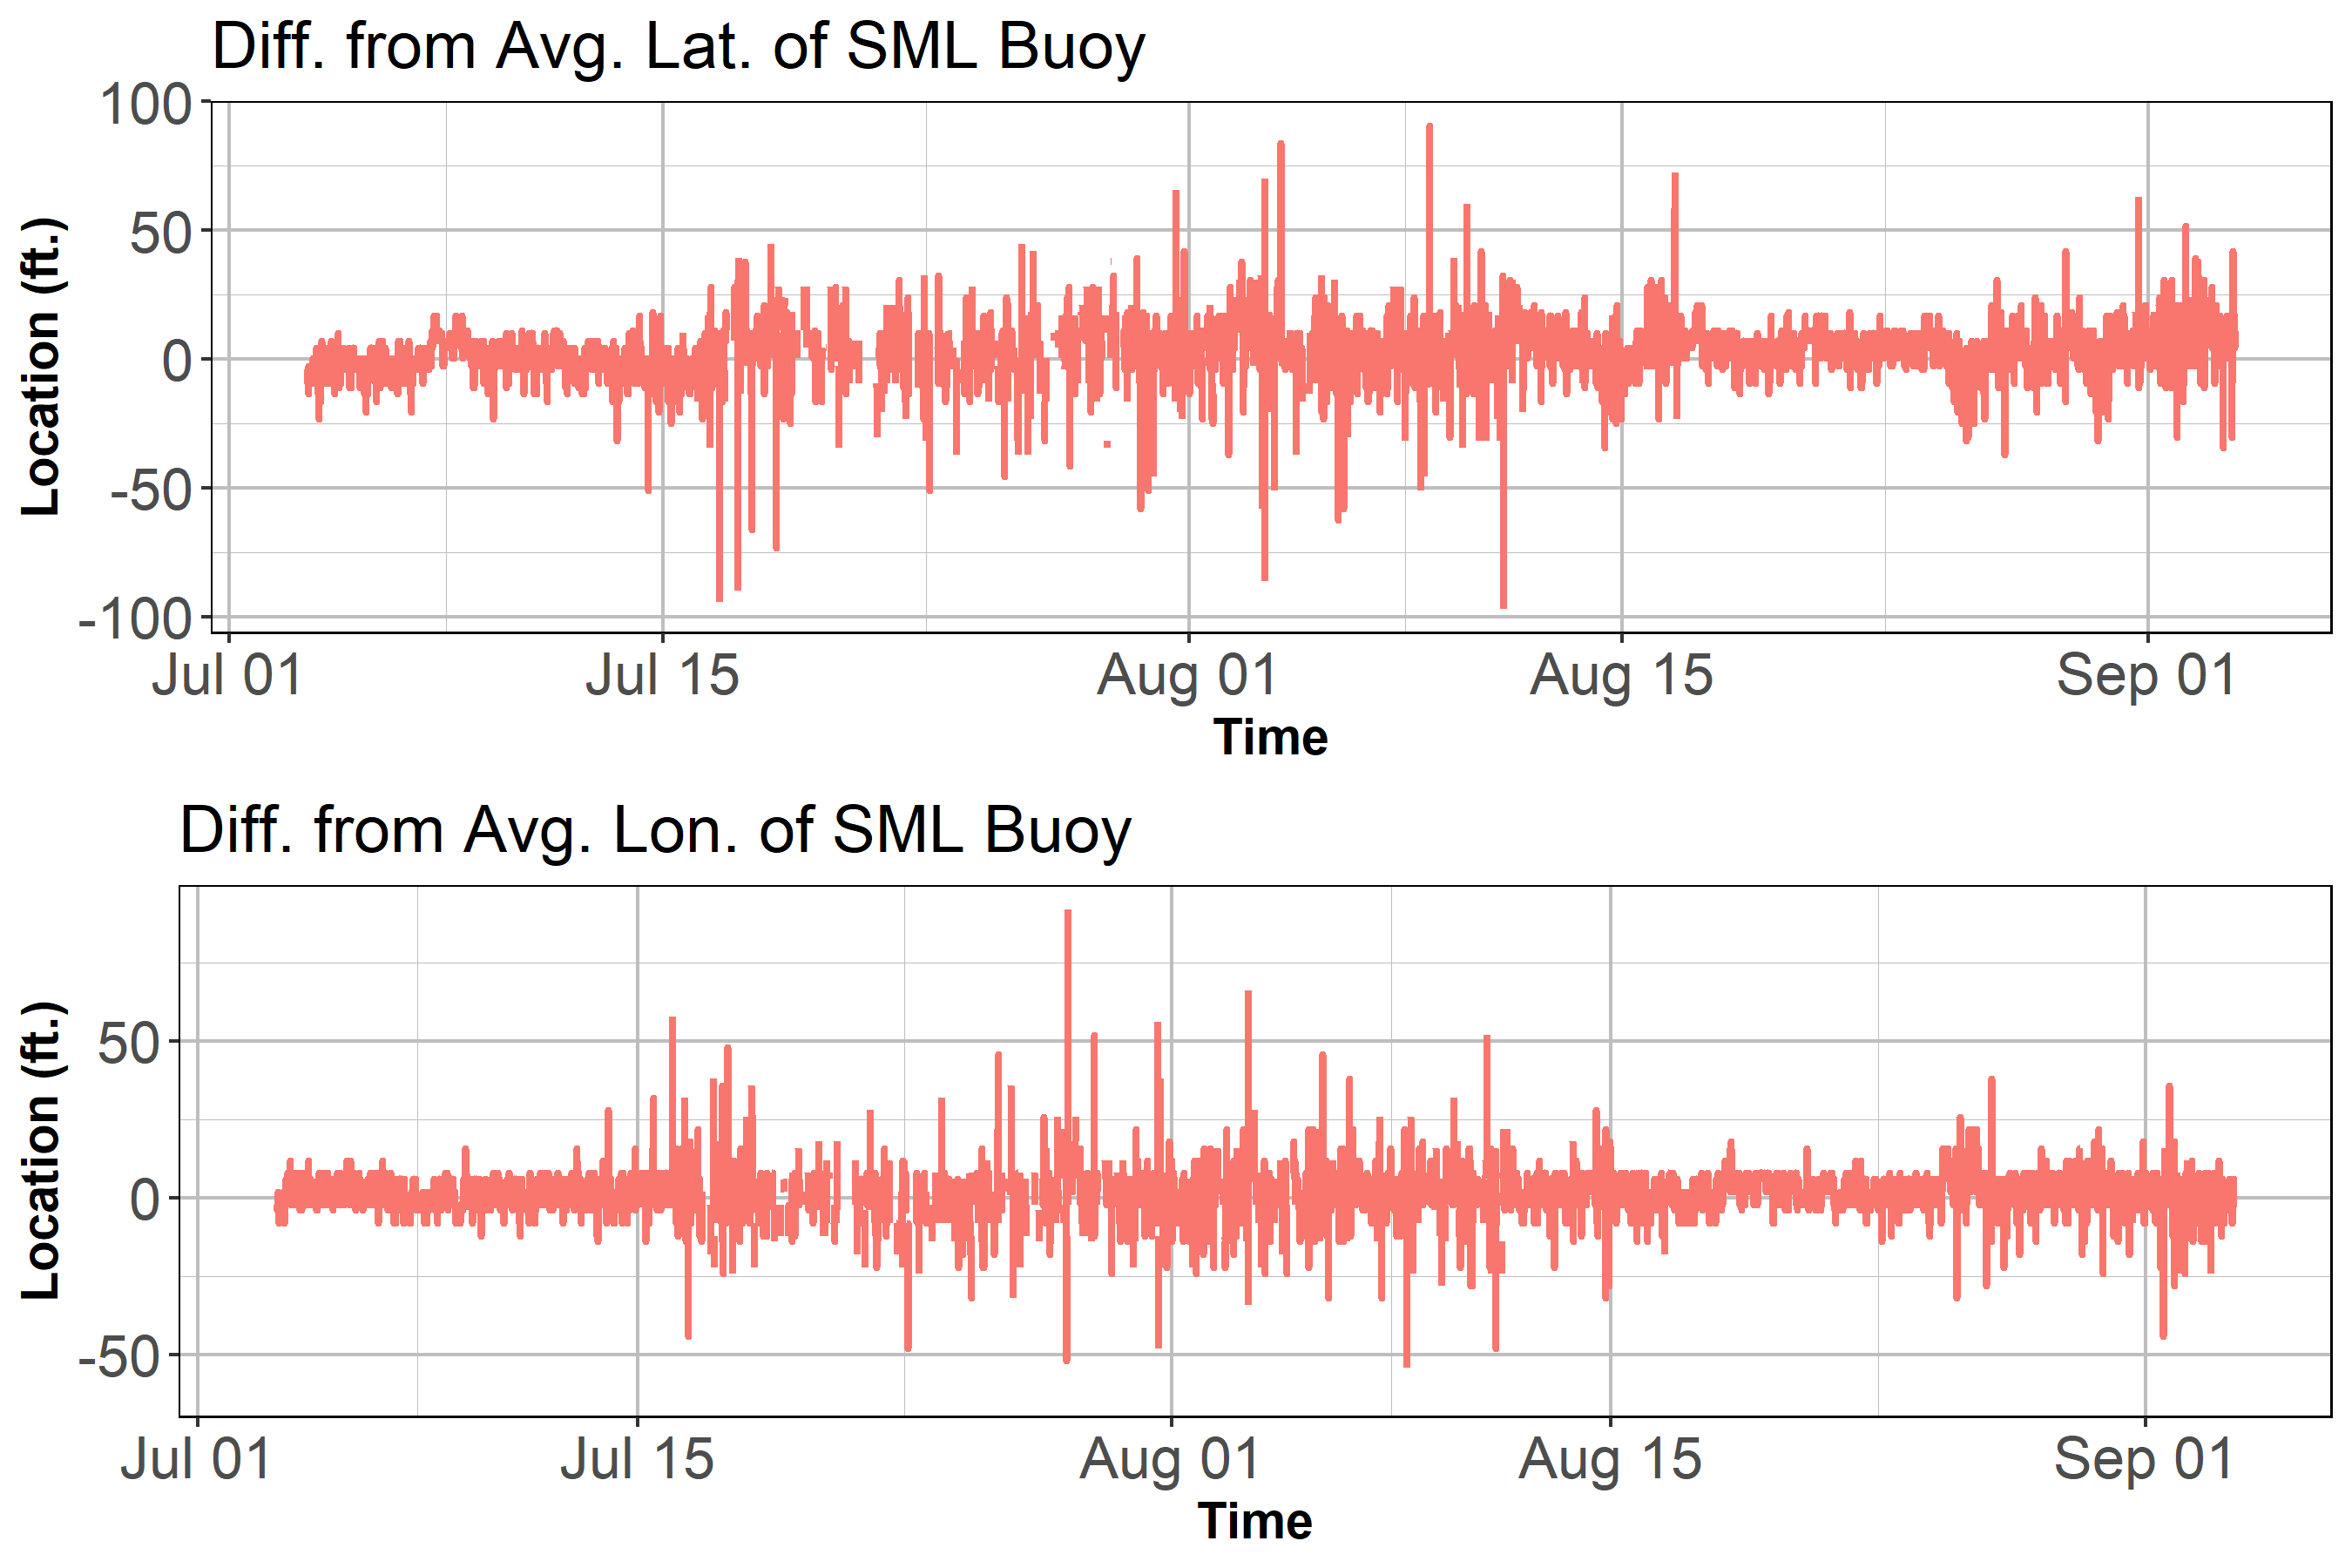 Diff. from Avg. Lat. of SML Buoy
Location (ft.)
100
50
0
-50
-100
Jul 01 Jul 15 Aug 01 Aug 15 Sep 01
Time
Diff. from Avg. Lon. of SML Buoy
Location (ft.)
50
0
-50
Jul 01 Jul 15 Aug 01 Aug 15 Sep 01
Time